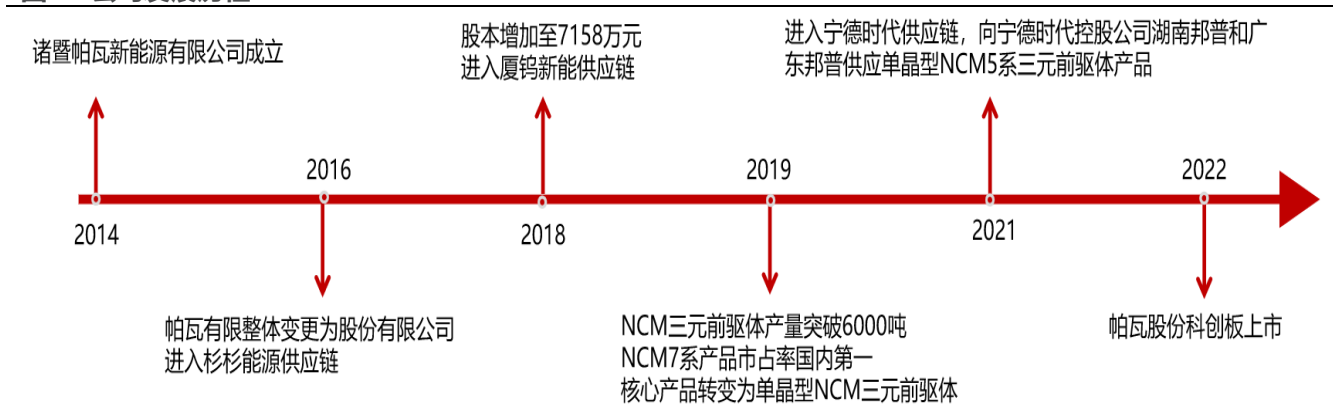 诸暨帕瓦新能源有限公司成立
股本增加至7158万元
进入厦钨新能供应链
进入宁德时代供应链，向宁德时代控股公司湖南邦普和广
东邦普供应单晶型NCM5系三元前驱体产品
2016
2019
2022
2014
2018
2021
帕瓦有限整体变更为股份有限公司
进入杉杉能源供应链
NCM三元前驱体产量突破6000吨
NCM7系产品市占率国内第一
核心产品转变为单晶型NCM三元前驱体
帕瓦股份科创板上市